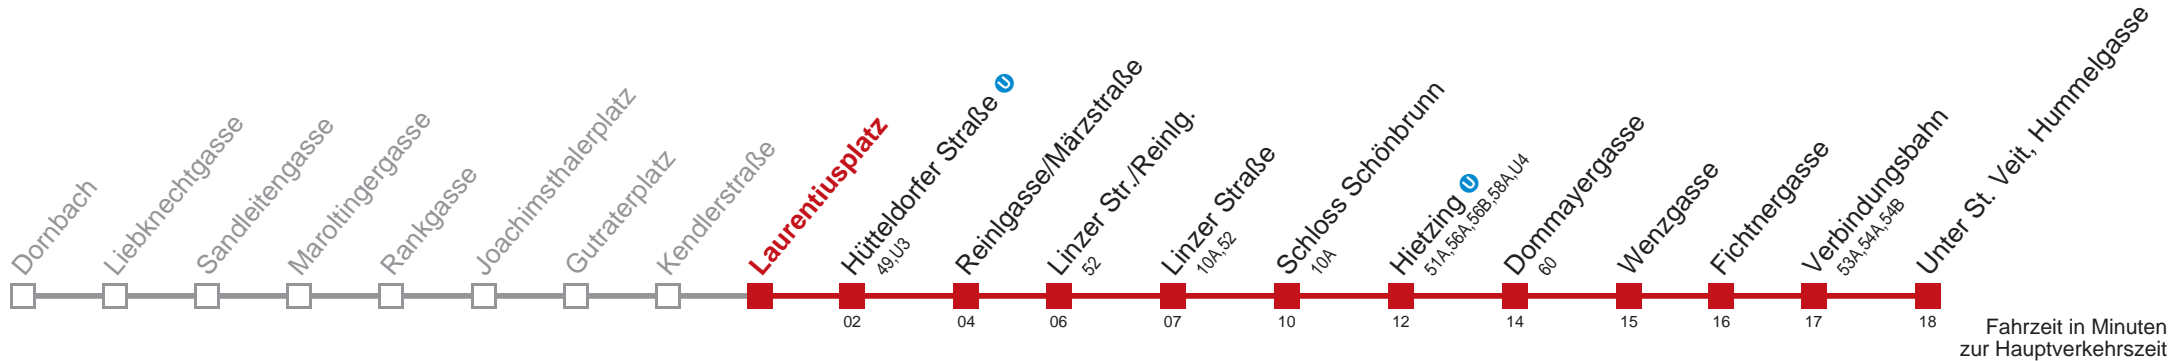 Dornbach
Liebknechtgasse
Sandleitengasse
Maroltingergasse
Rankgasse
Joachimsthalerplatz
Gutraterplatz
Kendlerstraße
Laurentiusplatz
Hütteldorfer Straße U
49,U3
Reinlgasse/Märzstraße
Linzer Str./Reinlg.
52
Linzer Straße
10A,52
Schloss Schönbrunn
10A
Hietzing U
51A,56A,56B,58A,U4
Dommayergasse
60
Wenzgasse
Fichtnergasse
Verbindungsbahn
53A,54A,54B
Unter St. Veit, Hummelgasse
02 04 06 07 10 12 14 15 16 17 18
Fahrzeit in Minuten
zur Hauptverkehrszeit